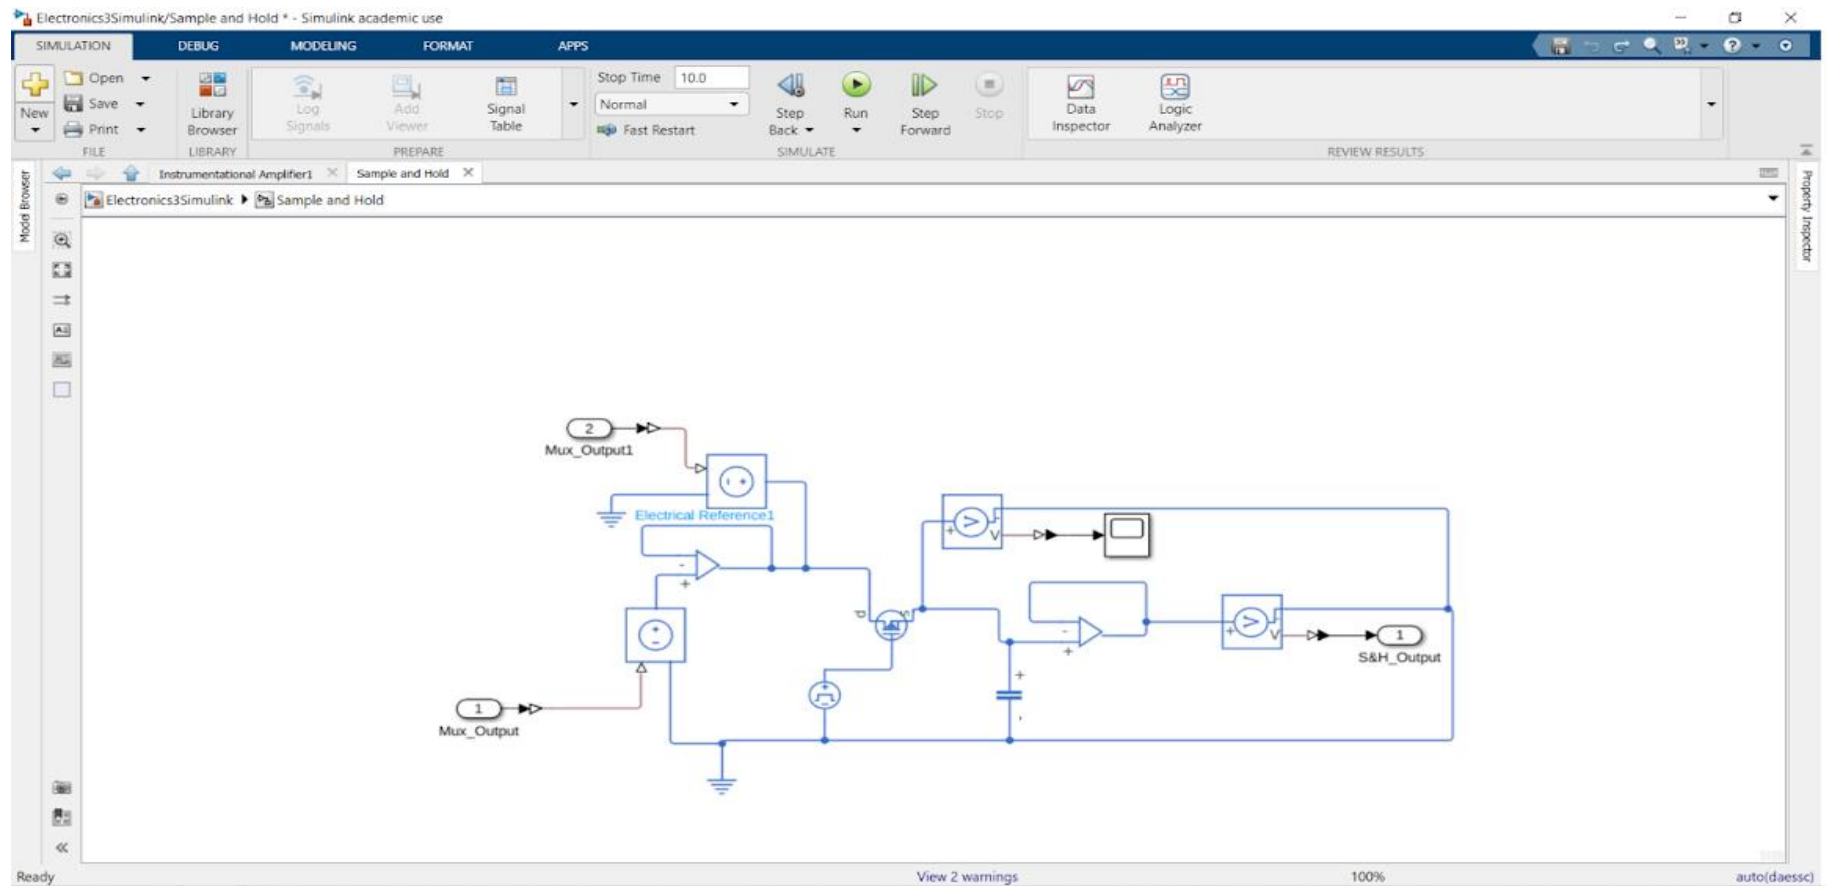 Electronics3Simulink/Sample and Hold * - Simulink academic use
SIMULATION DEBUG MODELING FORMAT APPS
New
Open
Save
Print
FILE
Library Browser
LIBRARY
Log Signals
Add Viewer
Signal Table
PREPARE
Stop Time 10.0
Normal
Fast Restart
Step Back
Run
Step Forward
Stop
SIMULATE
Data Inspector
Logic Analyzer
REVIEW RESULTS
Model Browser
Instrumentational Amplifier1
Sample and Hold
Property Inspector
Electronics3Simulink
Sample and Hold
2
Mux_Output1
Electrical Reference1
-
+
+
-
1
Mux_Output
d
s
+
V
-
+
+
+
V
1
S&H_Output
Ready
View 2 warnings
100%
auto(daessc)